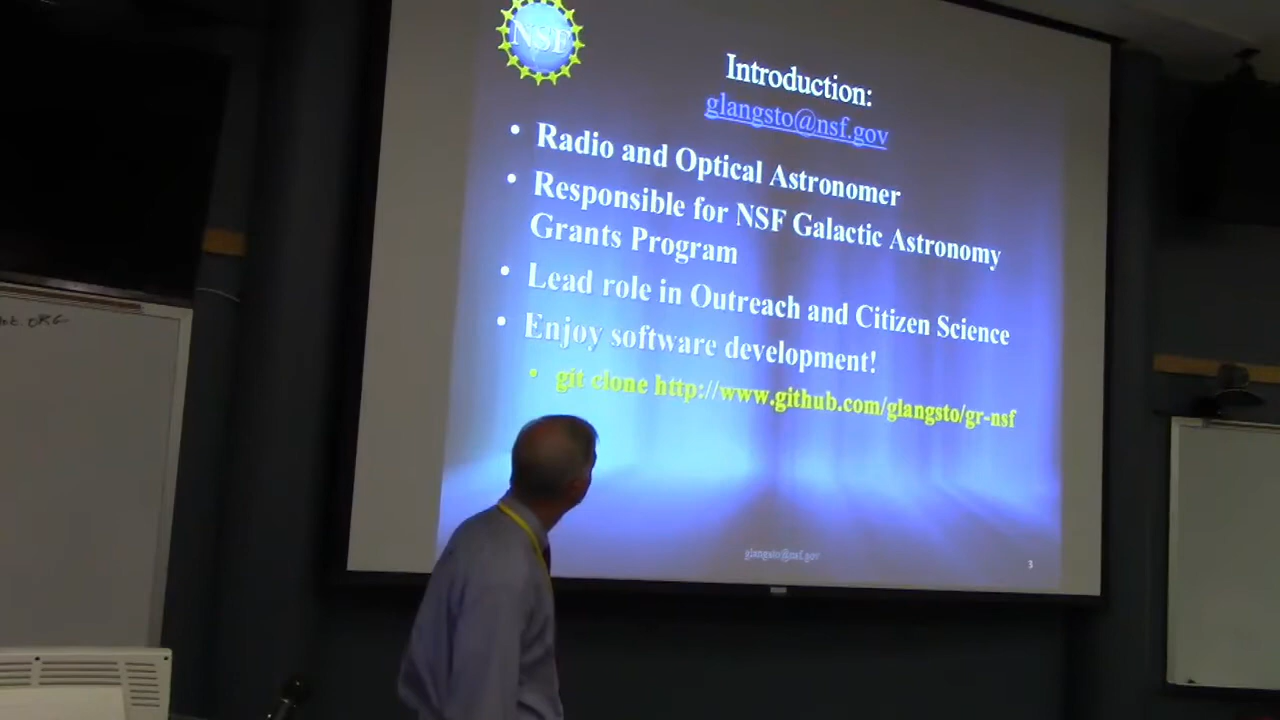 NSF
Introduction:
glangsto@nsf.gov
• Radio and Optical Astronomer
• Responsible for NSF Galactic Astronomy
Grants Program
• Lead role in Outreach and Citizen Science
• Enjoy software development!
• git clone http://www.github.com/glangsto/gr-nsf
glangsto@nsf.gov
3